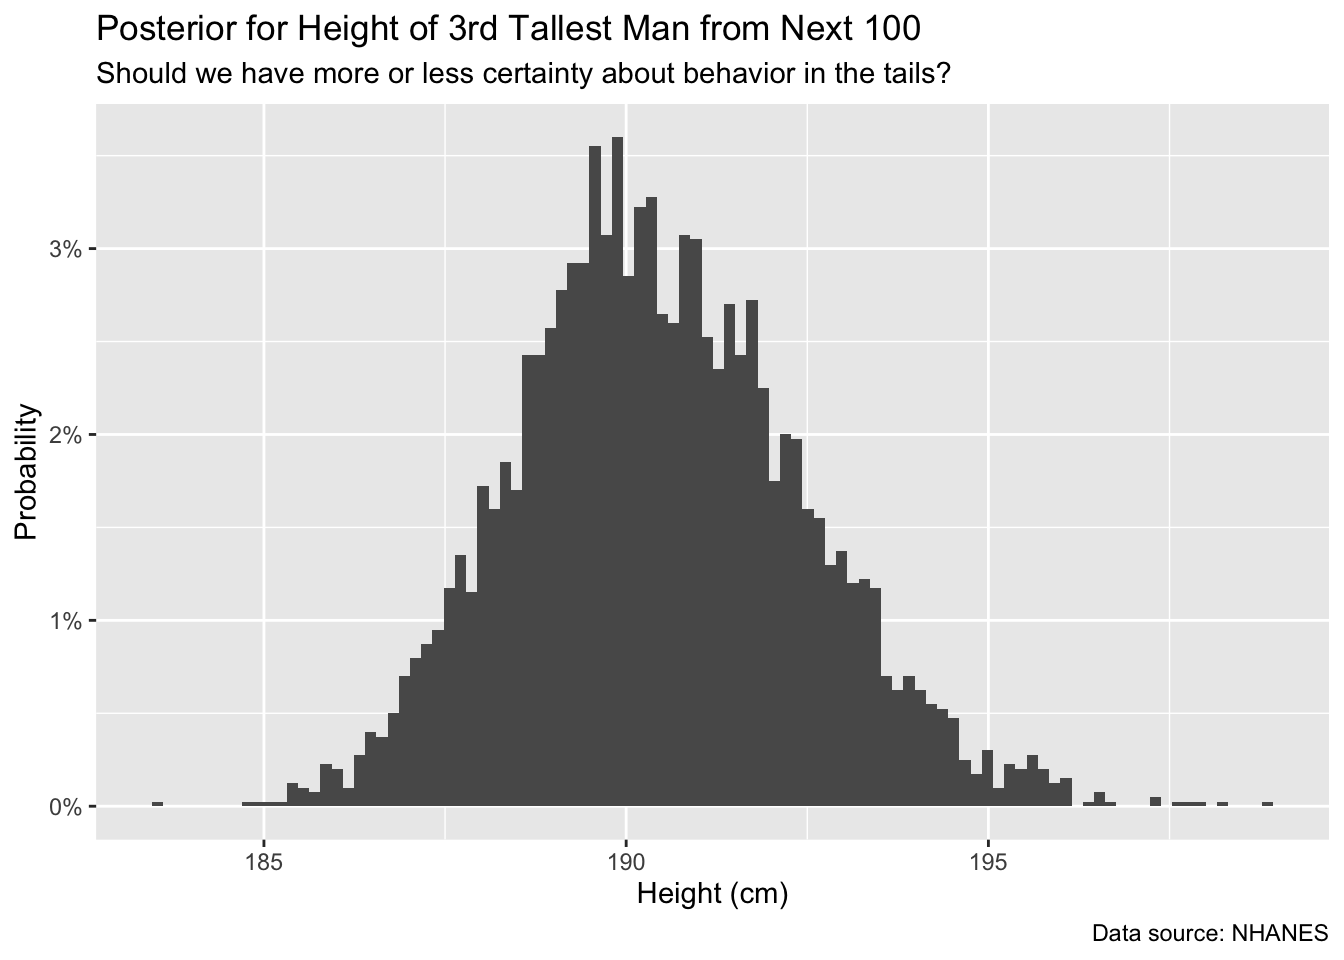 Posterior for Height of 3rd Tallest Man from Next 100
Should we have more or less certainty about behavior in the tails?
Probability
3%
2%
1%
0%
185
190
195
Height (cm)
Data source: NHANES